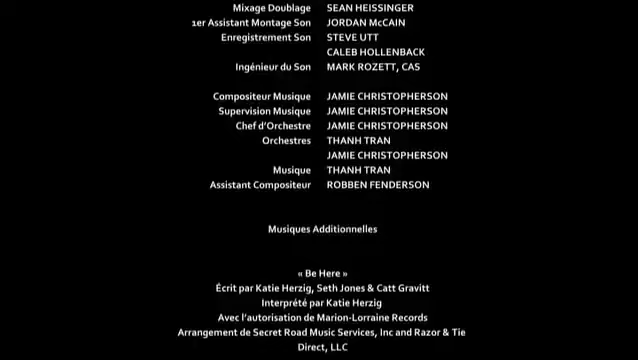 Mixage Doublage SEAN HEISSINGER
1er Assistant Montage Son JORDAN McCAIN
Enregistrement Son STEVE UTT
CALEB HOLLENBACK
Ingénieur du Son MARK ROZETT, CAS
Compositeur Musique JAMIE CHRISTOPHERSON
Supervision Musique JAMIE CHRISTOPHERSON
Chef d'Orchestre JAMIE CHRISTOPHERSON
Orchestres THANH TRAN
JAMIE CHRISTOPHERSON
Musique THANH TRAN
Assistant Compositeur ROBBEN FENDERSON
Musiques Additionnelles
« Be Here »
Écrit par Katie Herzig, Seth Jones & Catt Gravitt
Interprété par Katie Herzig
Avec l'autorisation de Marion-Lorraine Records
Arrangement de Secret Road Music Services, Inc and Razor & Tie
Direct, LLC